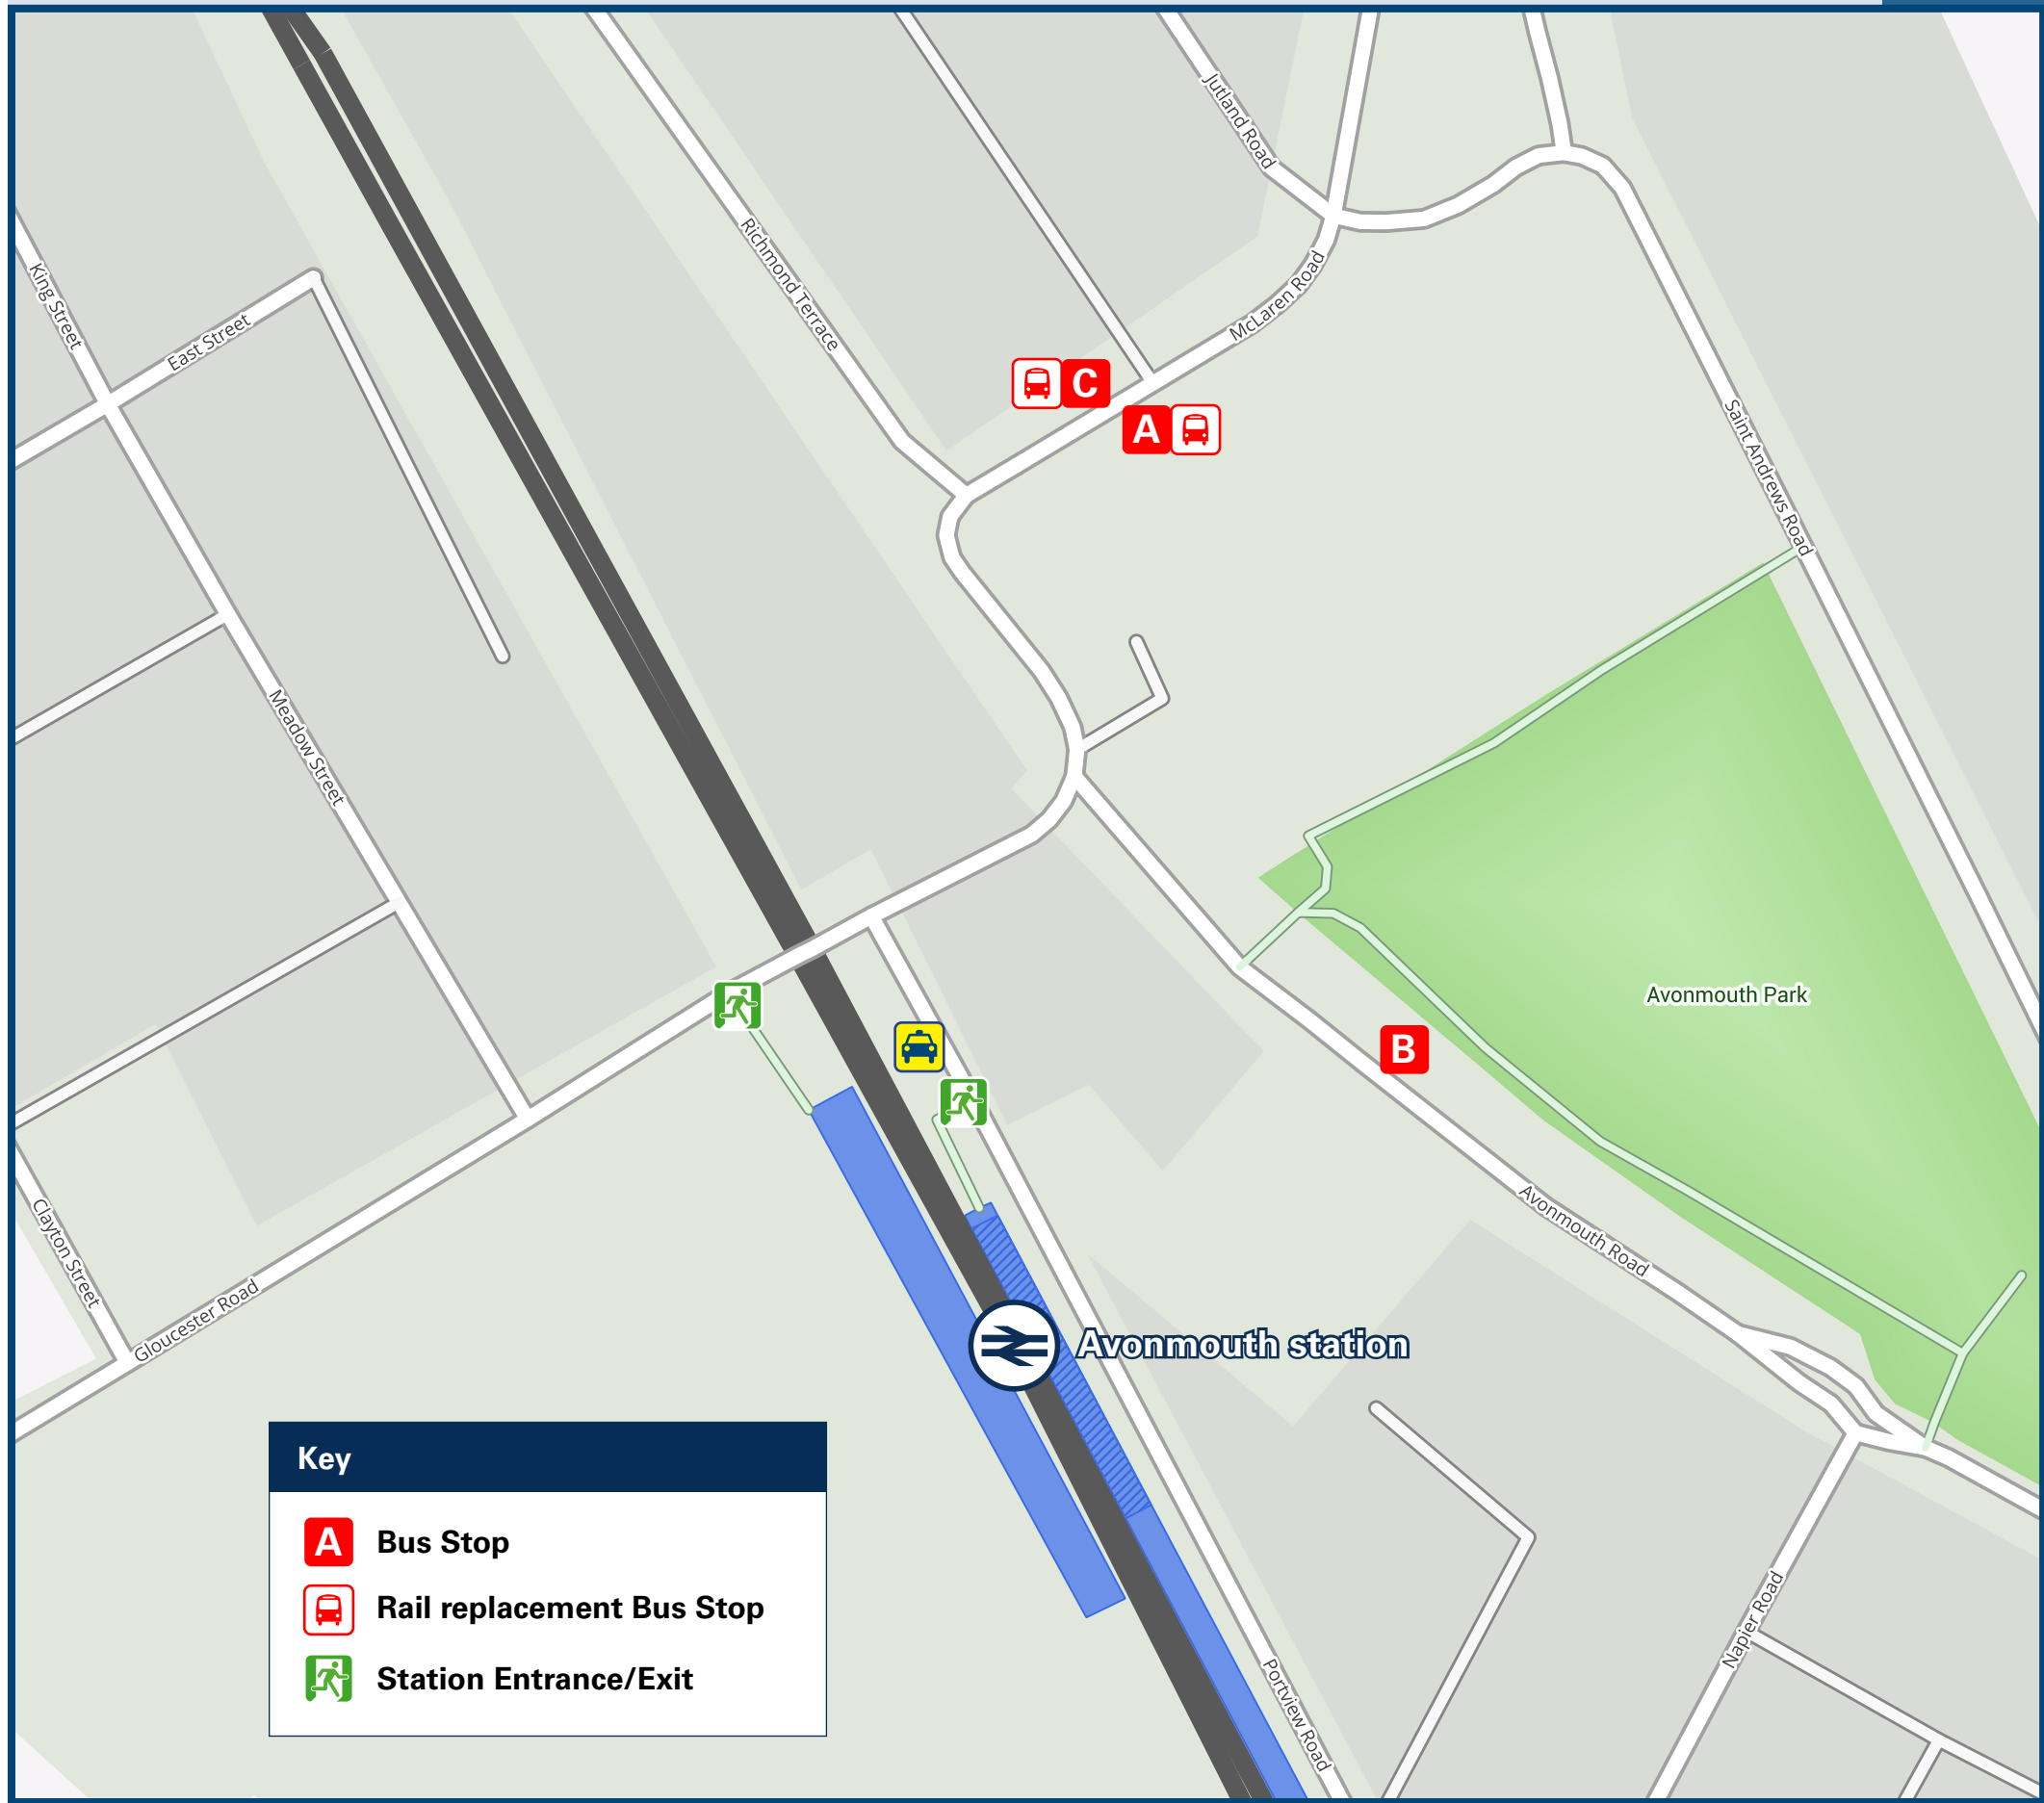 Jutland Road
Richmond Terrace
McLaren Road
King Street
East Street
C
A
Saint Andrews Road
Meadow Street
Avonmouth Park
B
Avonmouth Road
Clayton Street
Gloucester Road
Avonmouth station
Key
A Bus Stop
Rail replacement Bus Stop
Station Entrance/Exit
Napier Road
Portview Road